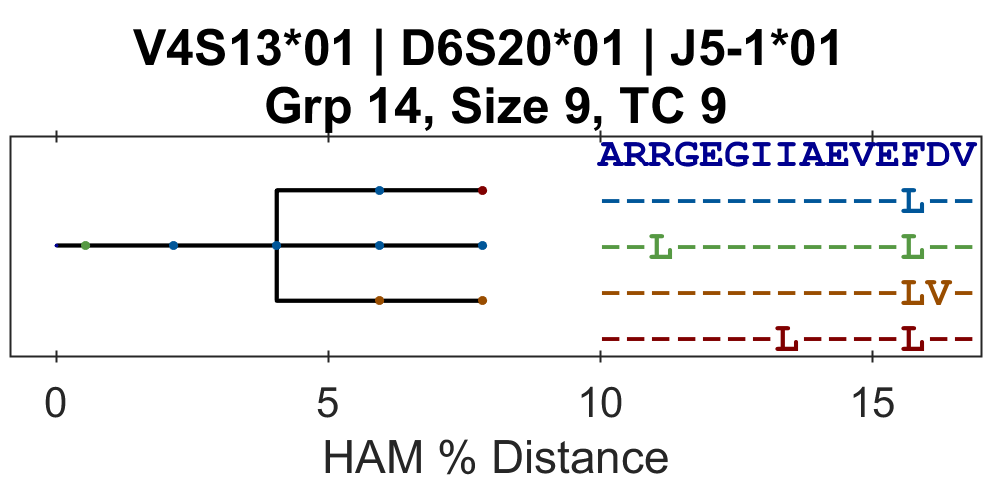 V4S13*01 | D6S20*01 | J5-1*01
Grp 14, Size 9, TC 9
ARRGEGIIAEVEFDV
------------L--
--L---------L--
------------LV-
-------L----L--
0 5 10 15
HAM % Distance